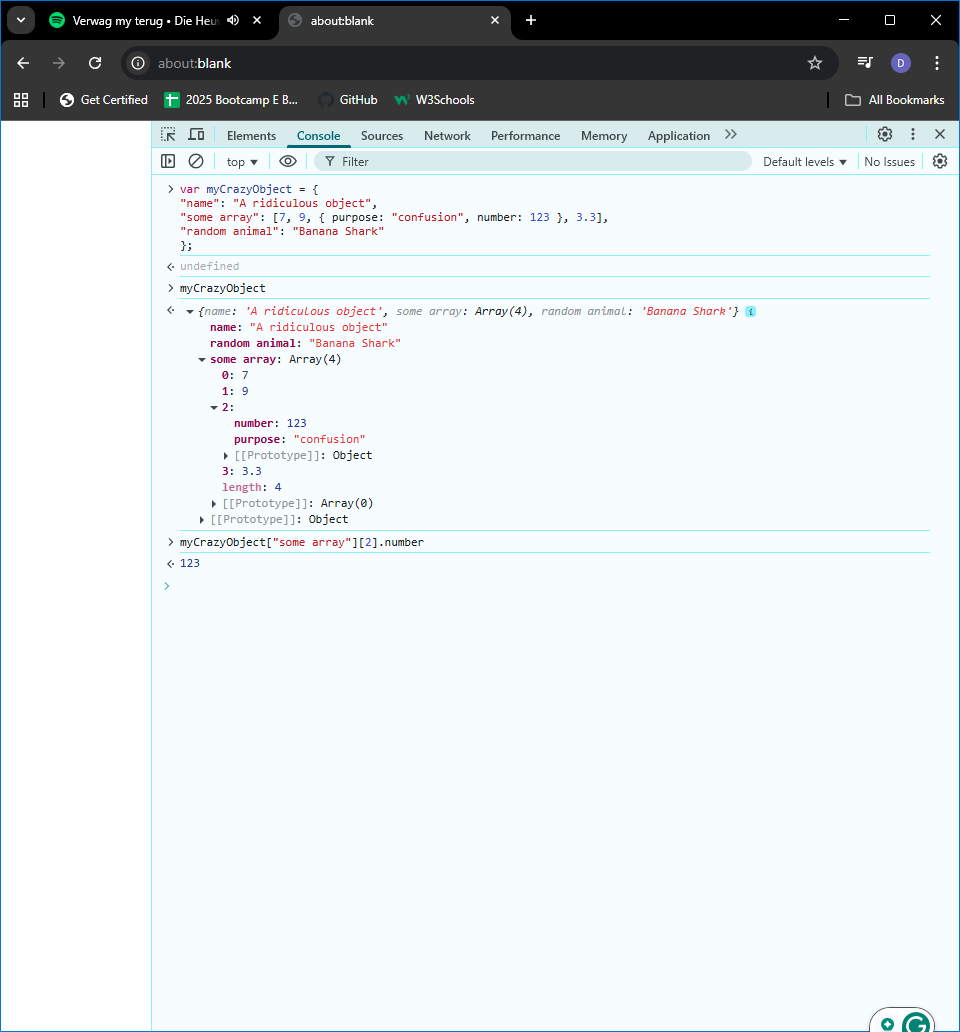 Verwag my terug • Die Heu
about:blank
about:blank
D
Get Certified
2025 Bootcamp E B...
GitHub
W3Schools
All Bookmarks
Elements Console Sources Network Performance Memory Application
top
Filter
Default levels
No Issues
> var myCrazyObject = {
"name": "A ridiculous object",
"some array": [7, 9, { purpose: "confusion", number: 123 }, 3.3],
"random animal": "Banana Shark"
};
undefined
> myCrazyObject
{name: 'A ridiculous object', some array: Array(4), random animal: 'Banana Shark'} i
name: "A ridiculous object"
random animal: "Banana Shark"
some array: Array(4)
0: 7
1: 9
2:
number: 123
purpose: "confusion"
[[Prototype]]: Object
3: 3.3
length: 4
[[Prototype]]: Array(0)
[[Prototype]]: Object
> myCrazyObject["some array"][2].number
123
>